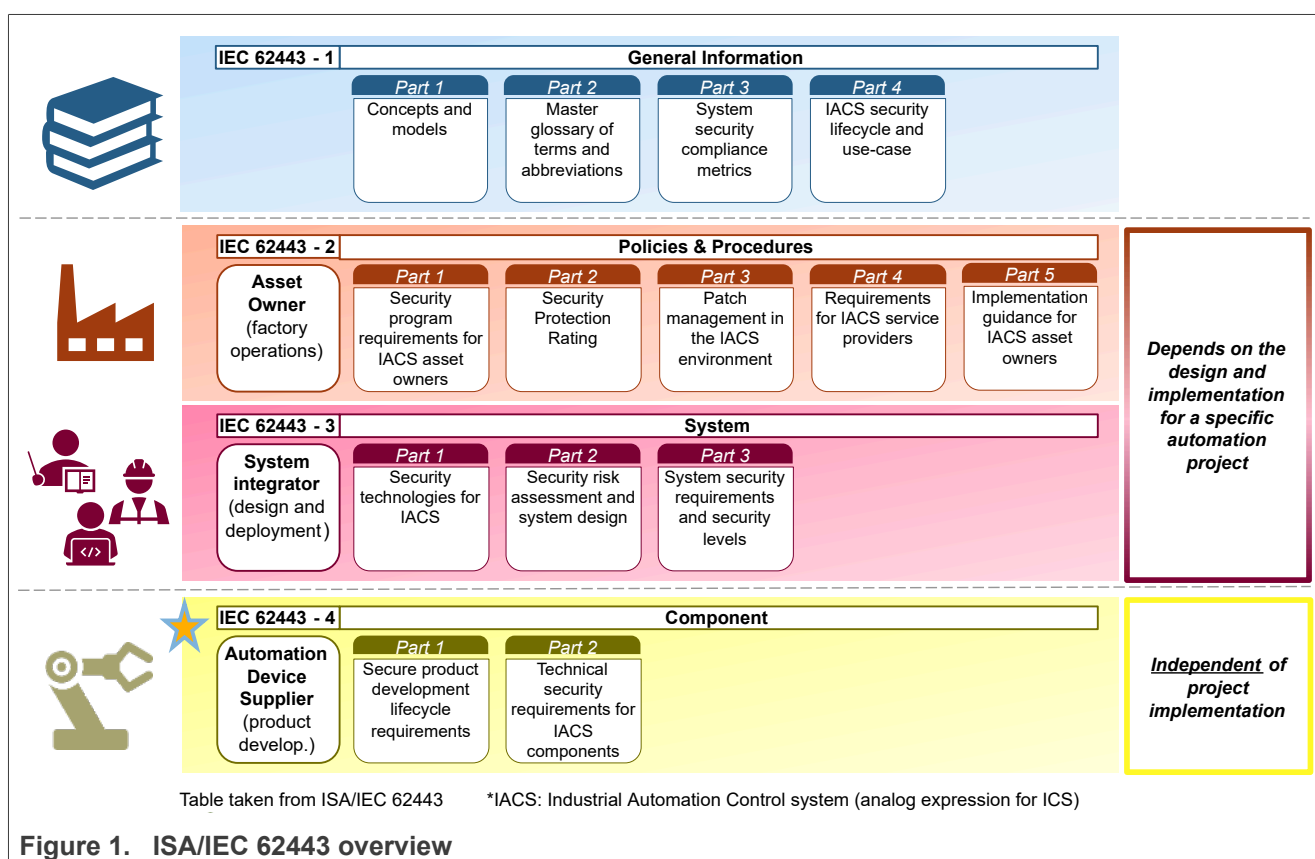 IEC 62443 - 1
General Information
Part 1
Concepts and
models
Part 2
Master
glossary of
terms and
abbreviations
Part 3
System
security
compliance
metrics
Part 4
IACS security
lifecycle and
use-case
IEC 62443 - 2
Policies & Procedures
Asset
Owner
(factory
operations)
Part 1
Security
program
requirements for
IACS asset
owners
Part 2
Security
Protection
Rating
Part 3
Patch
management in
the IACS
environment
Part 4
Requirements
for IACS service
providers
Part 5
Implementation
guidance for
IACS asset
owners
Depends on the
design and
implementation
for a specific
automation
project
IEC 62443 - 3
System
System
integrator
(design and
deployment)
Part 1
Security
technologies for
IACS
Part 2
Security risk
assessment and
system design
Part 3
System security
requirements
and security
levels
</>
IEC 62443 - 4
Component
Automation
Device
Supplier
(product
develop.)
Part 1
Secure product
development
lifecycle
requirements
Part 2
Technical
security
requirements for
IACS
components
Independent of
project
implementation
Table taken from ISA/IEC 62443 *IACS: Industrial Automation Control system (analog expression for ICS)
Figure 1. ISA/IEC 62443 overview